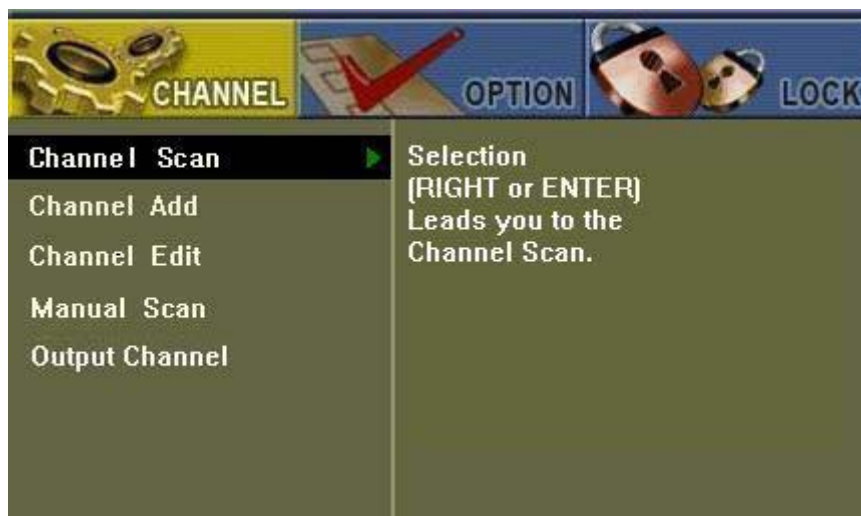 CHANNEL
OPTION
LOCK
Channel Scan
Channel Add
Channel Edit
Manual Scan
Output Channel
Selection
(RIGHT or ENTER)
Leads you to the
Channel Scan.